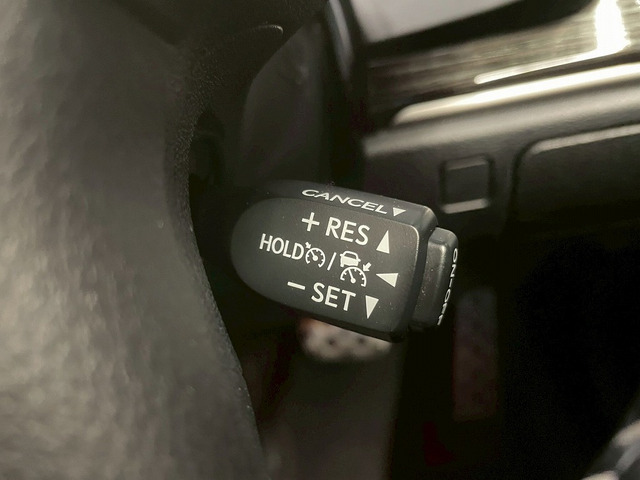 CANCEL▼
+ RES ▲
HOLD / ◀
− SET ▼
ON-OFF